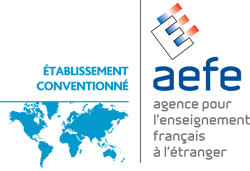 ÉTABLISSEMENT
CONVENTIONNÉ
aefe
agence pour
l'enseignement
français
à l'étranger